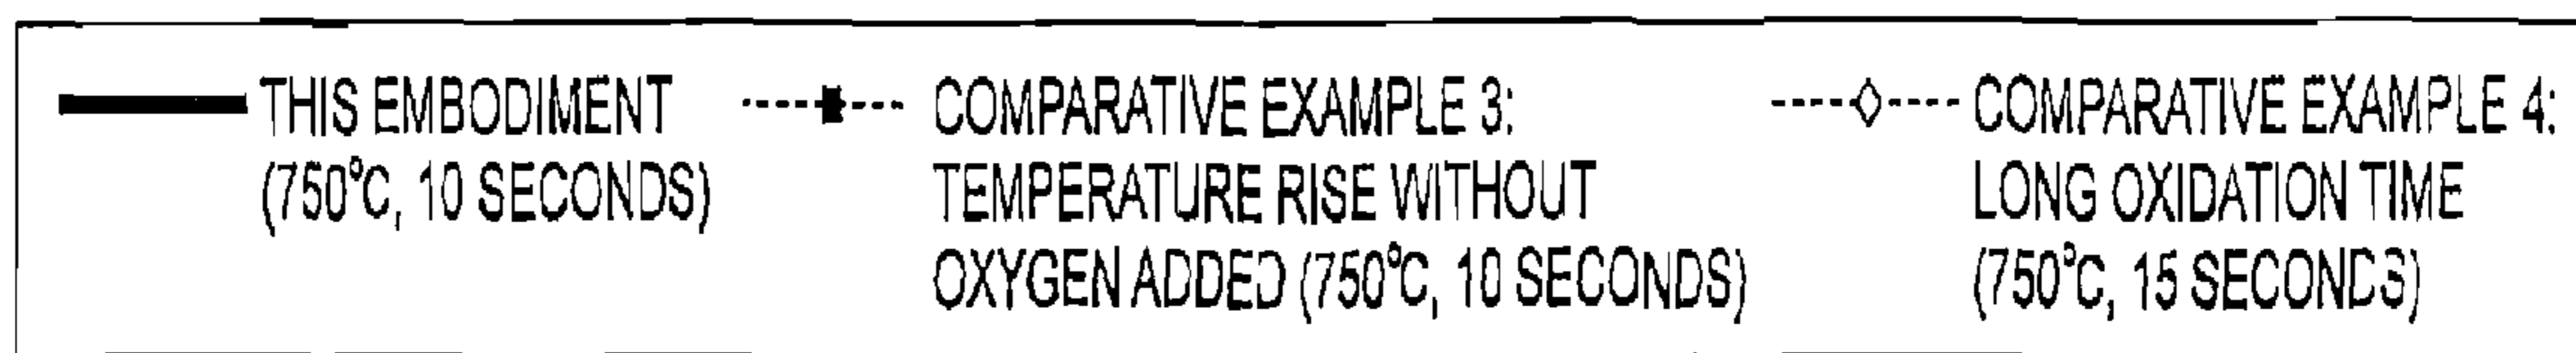 THIS EMBODIMENT
(750°C, 10 SECONDS)
COMPARATIVE EXAMPLE 3:
TEMPERATURE RISE WITHOUT
OXYGEN ADDED (750°C, 10 SECONDS)
COMPARATIVE EXAMPLE 4:
LONG OXIDATION TIME
(750°C, 15 SECONDS)